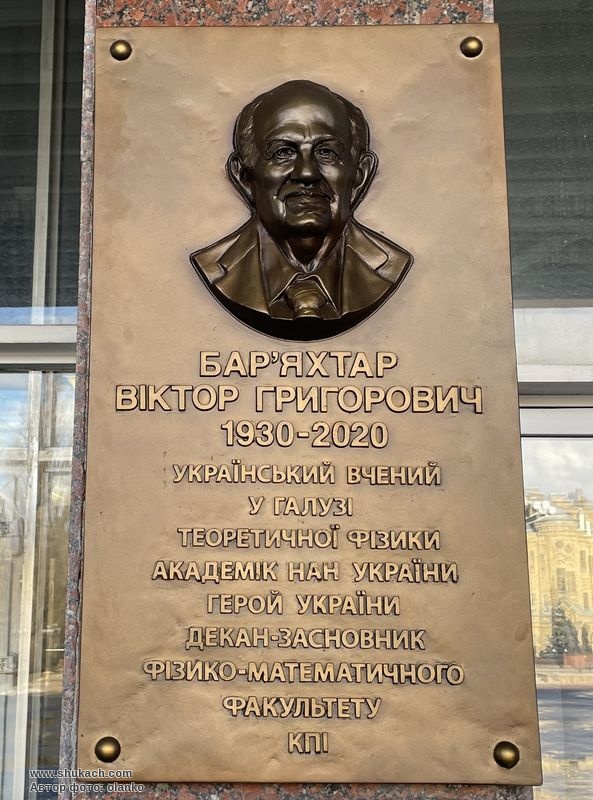 БАР'ЯХТАР
ВІКТОР ГРИГОРОВИЧ
1930-2020
УКРАЇНСЬКИЙ ВЧЕНИЙ
У ГАЛУЗІ
ТЕОРЕТИЧНОЇ ФІЗИКИ
АКАДЕМІК НАН УКРАЇНИ
ГЕРОЙ УКРАЇНИ
ДЕКАН-ЗАСНОВНИК
ФІЗИКО-МАТЕМАТИЧНОГО
ФАКУЛЬТЕТУ
КПІ
www.shukach.com
Автор фото: olanko